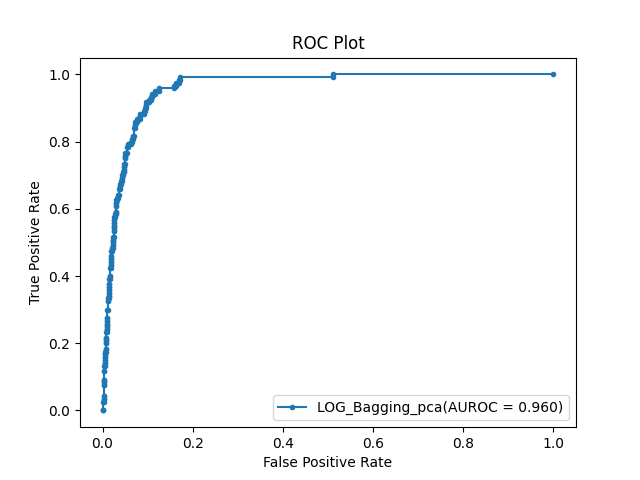 ROC Plot
True Positive Rate
1.0
0.8
0.6
0.4
0.2
0.0
LOG_Bagging_pca(AUROC = 0.960)
0.0 0.2 0.4 0.6 0.8 1.0
False Positive Rate